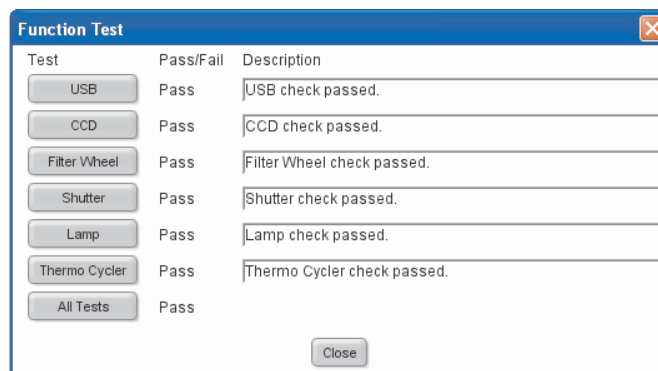 Function Test
Test Pass/Fail Description
USB Pass USB check passed.
CCD Pass CCD check passed.
Filter Wheel Pass Filter Wheel check passed.
Shutter Pass Shutter check passed.
Lamp Pass Lamp check passed.
Thermo Cycler Pass Thermo Cycler check passed.
All Tests Pass
Close